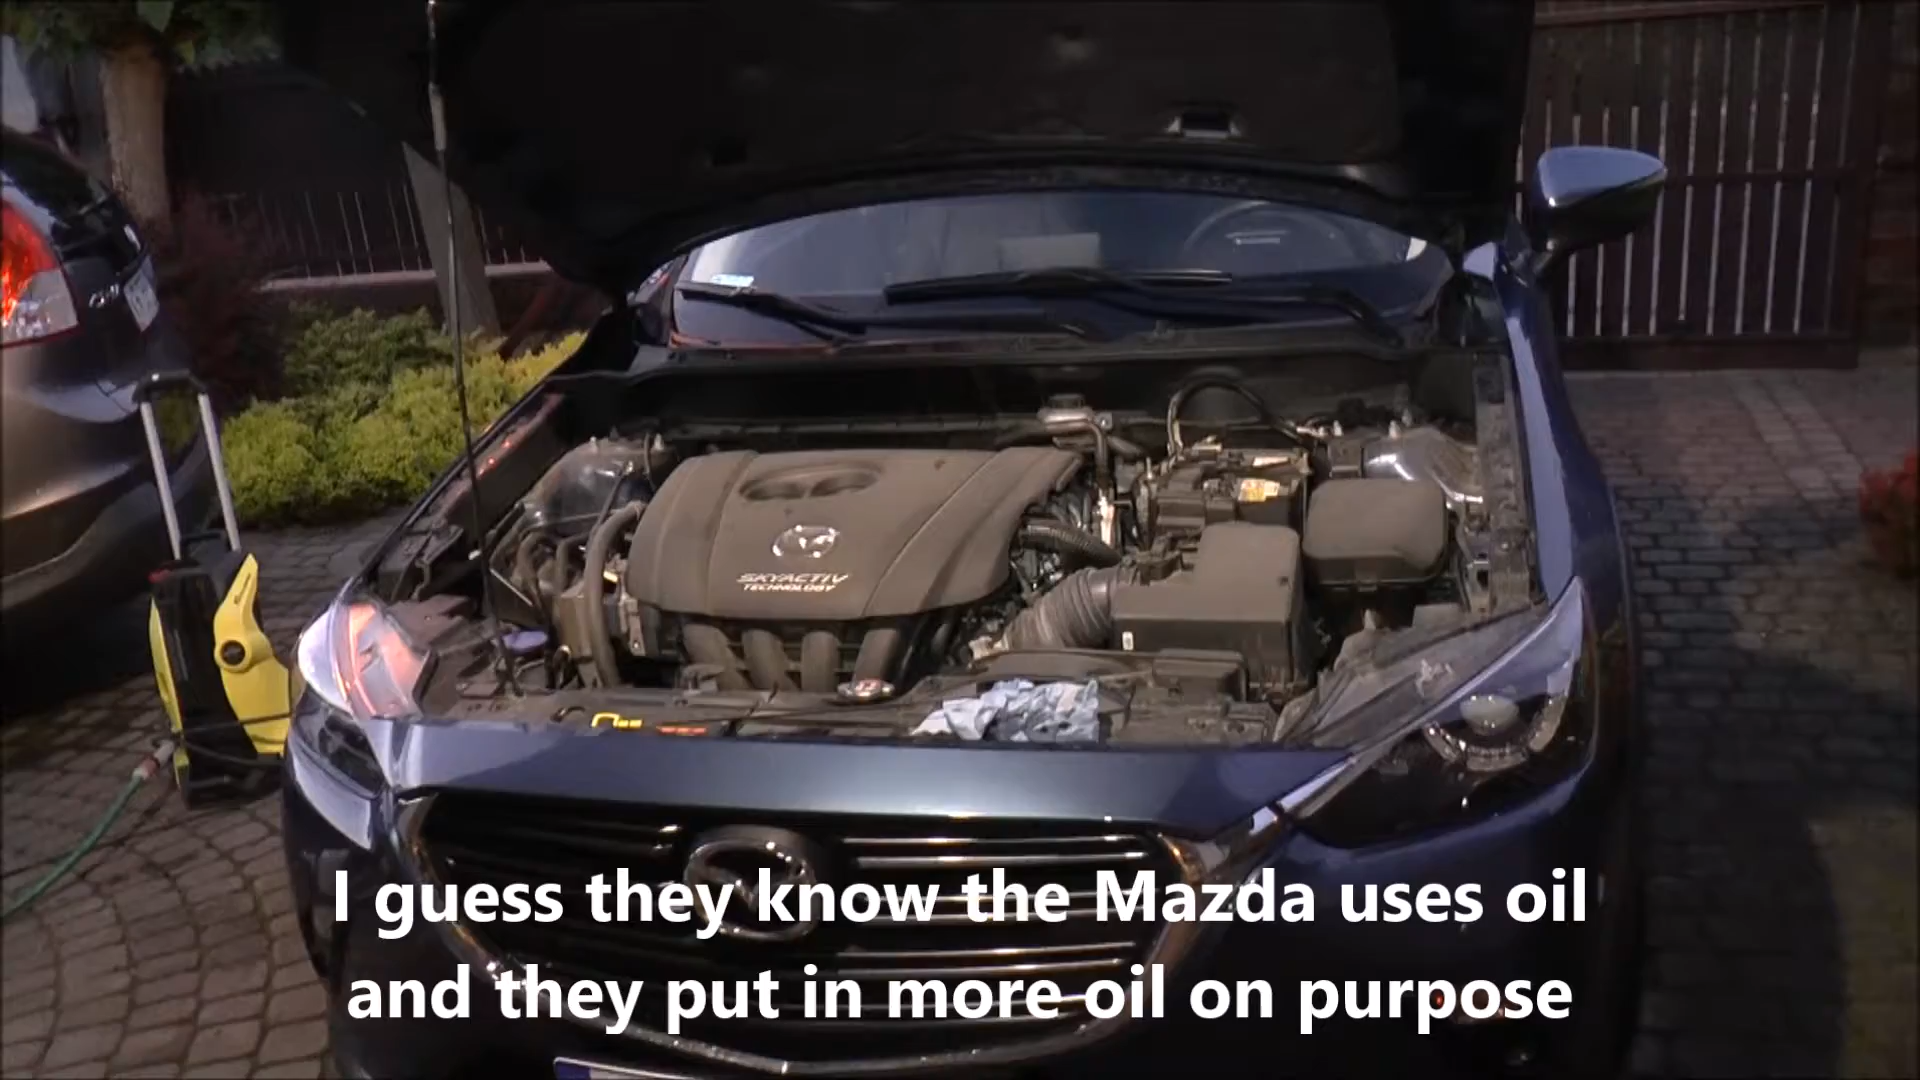 SKYACTIV
TECHNOLOGY
I guess they know the Mazda uses oil
and they put in more oil on purpose